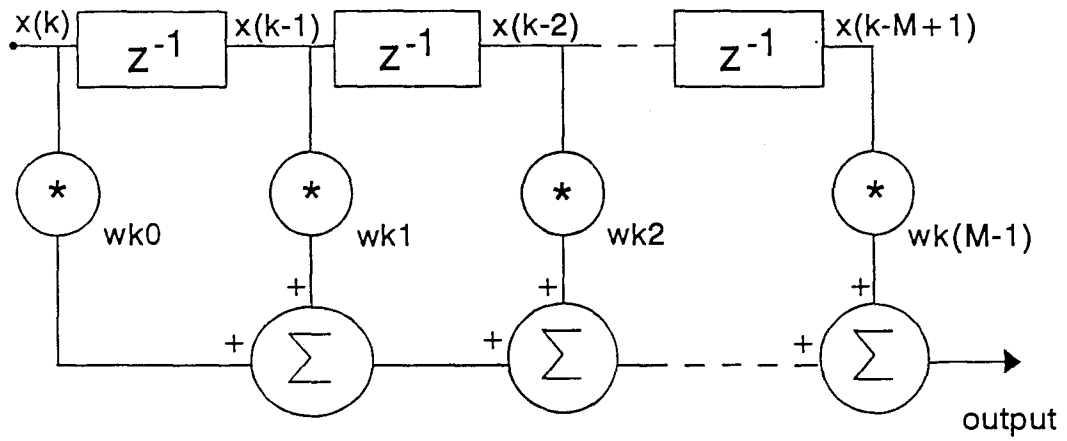 x(k) z-1 x(k-1) z-1 x(k-2) z-1 x(k-M+1)
* * * *
wk0 wk1 wk2 wk(M-1)
+ + +
+ Σ + Σ + Σ
output